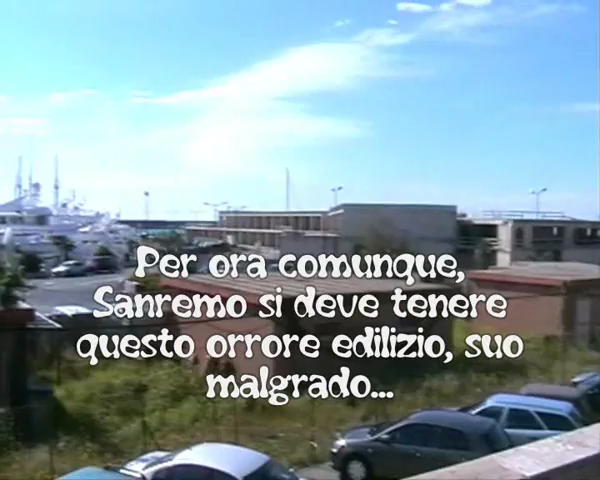 Per ora comunque,
Sanremo si deve tenere
questo orrore edilizio, suo
malgrado...